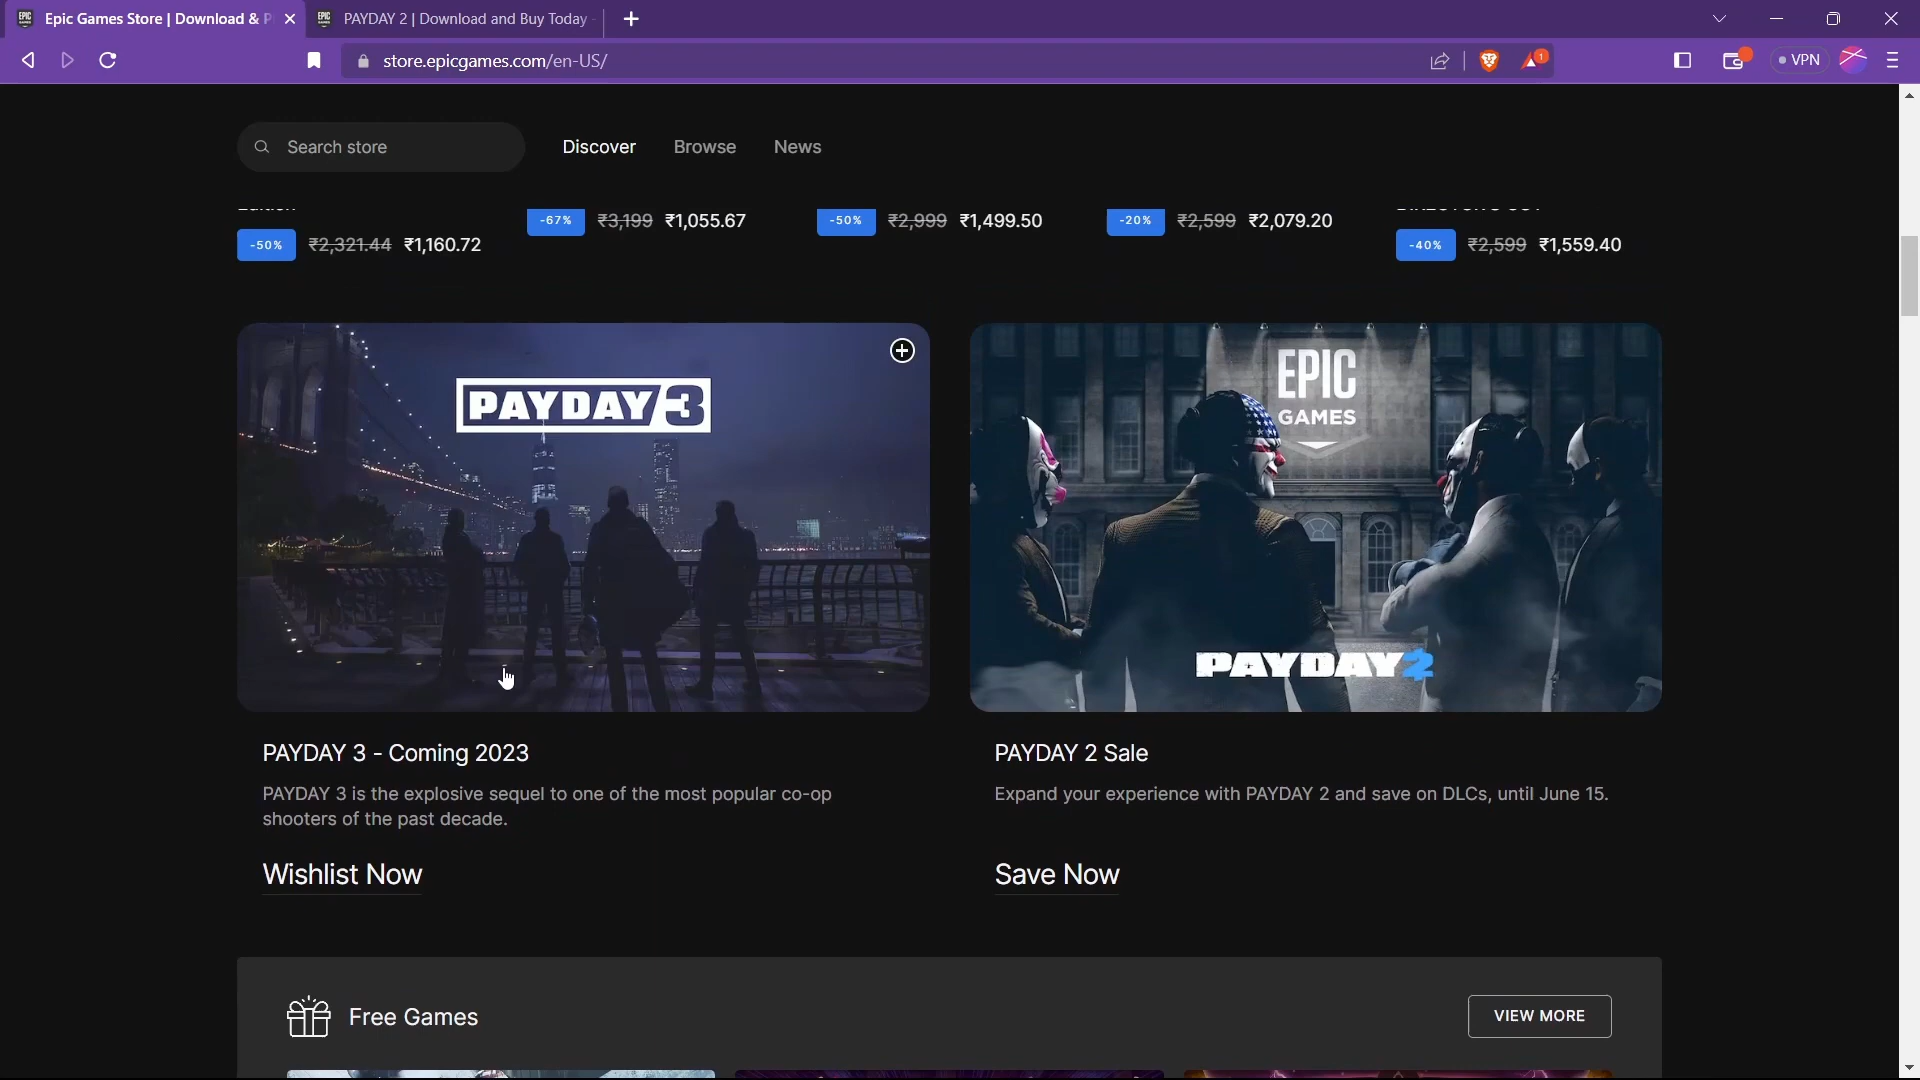 Epic Games Store | Download & P
PAYDAY 2 | Download and Buy Today -
store.epicgames.com/en-US/
1
VPN
Search store
Discover
Browse
News
-50% ₹2,321.44 ₹1,160.72
-67% ₹3,199 ₹1,055.67
-50% ₹2,999 ₹1,499.50
-20% ₹2,599 ₹2,079.20
-40% ₹2,599 ₹1,559.40
PAYDAY 3
EPIC
GAMES
PAYDAY 2
PAYDAY 3 - Coming 2023
PAYDAY 3 is the explosive sequel to one of the most popular co-op
shooters of the past decade.
Wishlist Now
PAYDAY 2 Sale
Expand your experience with PAYDAY 2 and save on DLCs, until June 15.
Save Now
Free Games
VIEW MORE